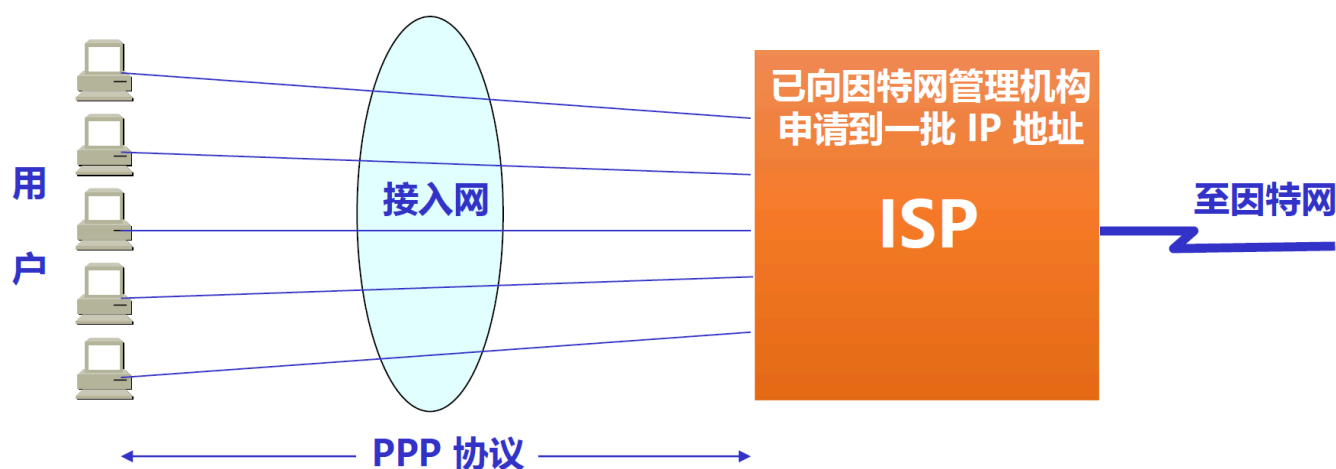 已向因特网管理机构
申请到一批 IP 地址
用
户
接入网
ISP
至因特网
PPP 协议